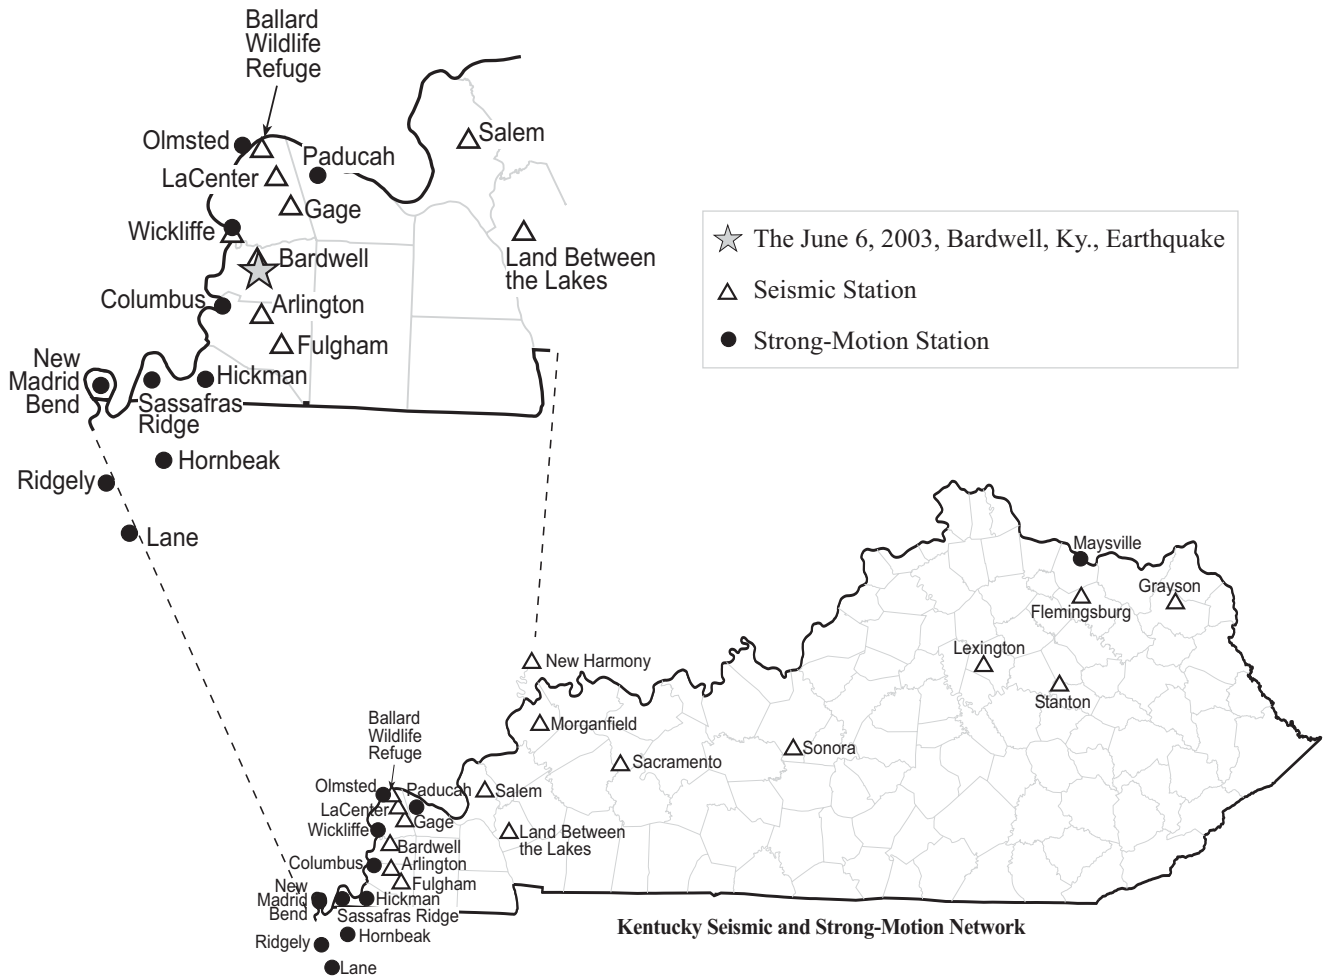 Ballard
Wildlife
Refuge
Olmsted
Salem
Paducah
LaCenter
Gage
Wickliffe
Land Between
the Lakes
Bardwell
Columbus
Arlington
Fulgham
New
Madrid
Bend
Hickman
Sassafras
Ridge
Hornbeak
Ridgely
Lane
The June 6, 2003, Bardwell, Ky., Earthquake
Seismic Station
Strong-Motion Station
Maysville
Grayson
Flemingsburg
Lexington
Stanton
New Harmony
Morganfield
Sonora
Sacramento
Ballard
Wildlife
Refuge
Olmsted
Paducah
Salem
LaCenter
Gage
Wickliffe
Land Between
the Lakes
Bardwell
Columbus
Arlington
Fulgham
New
Madrid
Bend
Hickman
Sassafras Ridge
Hornbeak
Ridgely
Lane
Kentucky Seismic and Strong-Motion Network